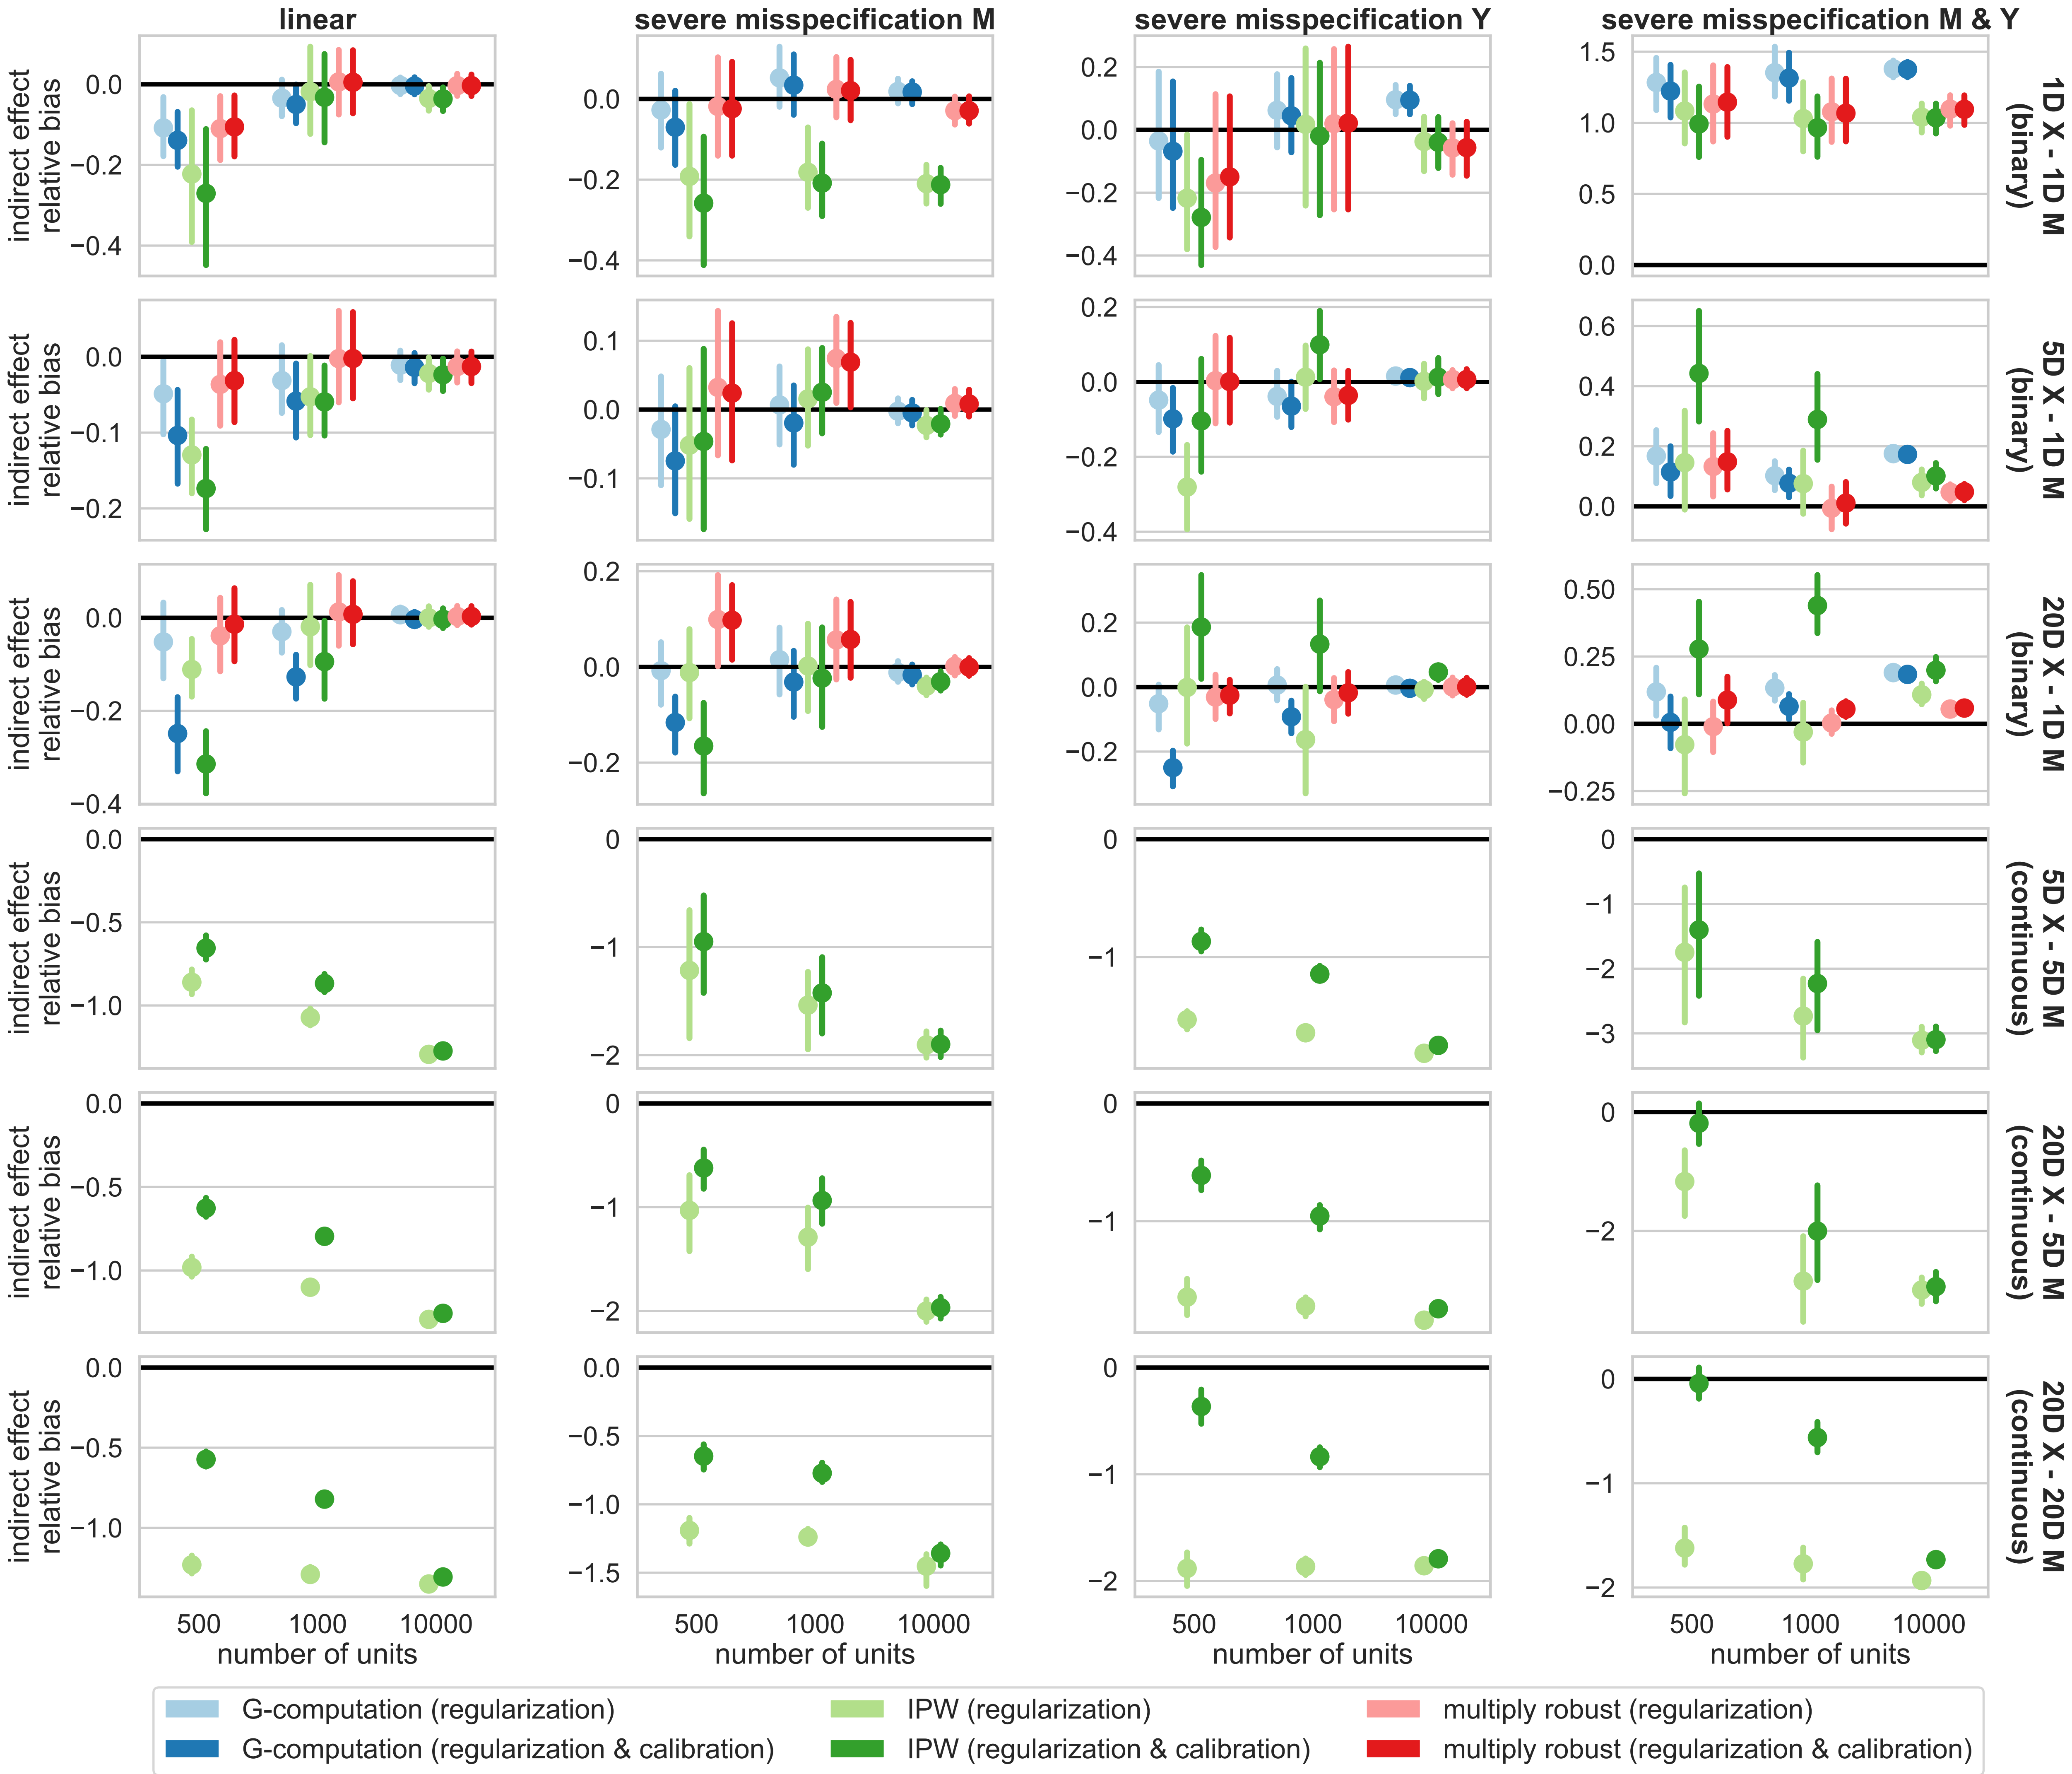 linear
severe misspecification M
severe misspecification Y
severe misspecification M & Y
indirect effect
relative bias
0.0
−0.2
−0.4
0.0
−0.2
−0.4
0.2
0.0
−0.2
−0.4
1.5
1.0
0.5
0.0
1D X - 1D M
(binary)
indirect effect
relative bias
0.0
−0.1
−0.2
0.1
0.0
−0.1
0.2
0.0
−0.2
−0.4
0.6
0.4
0.2
0.0
5D X - 1D M
(binary)
indirect effect
relative bias
0.0
−0.2
−0.4
0.2
0.0
−0.2
0.2
0.0
−0.2
0.50
0.25
0.00
−0.25
20D X - 1D M
(binary)
indirect effect
relative bias
0.0
−0.5
−1.0
0
−1
−2
0
−1
0
−1
−2
−3
5D X - 5D M
(continuous)
indirect effect
relative bias
0.0
−0.5
−1.0
0
−1
−2
0
−1
0
−2
20D X - 5D M
(continuous)
indirect effect
relative bias
0.0
−0.5
−1.0
0.0
−0.5
−1.0
−1.5
0
−1
−2
0
−1
−2
20D X - 20D M
(continuous)
500 1000 10000
number of units
500 1000 10000
number of units
500 1000 10000
number of units
500 1000 10000
number of units
G-computation (regularization)
G-computation (regularization & calibration)
IPW (regularization)
IPW (regularization & calibration)
multiply robust (regularization)
multiply robust (regularization & calibration)